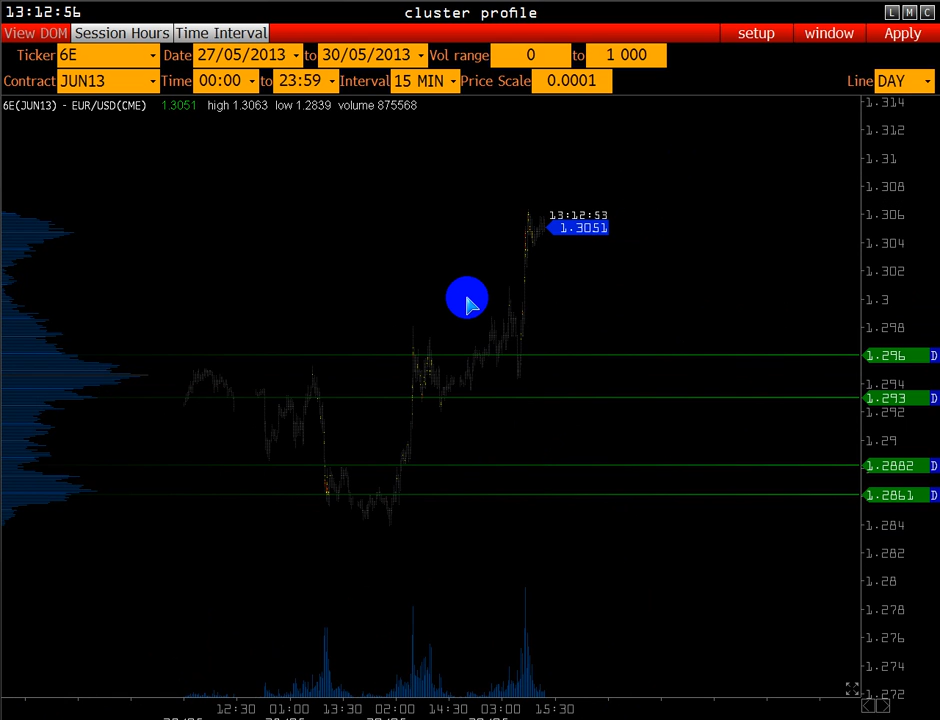 13:12:56 cluster profile L M C
View DOM Session Hours Time Interval setup window Apply
Ticker 6E Date 27/05/2013 to 30/05/2013 Vol range 0 to 1 000
Contract JUN13 Time 00:00 to 23:59 Interval 15 MIN Price Scale 0.0001 Line DAY
6E(JUN13) - EUR/USD(CME) 1.3051 high 1.3063 low 1.2839 volume 875568
1.314
1.312
1.31
1.308
13:12:53 1.306
1.3051
1.304
1.302
1.3
1.298
1.296 D
1.294
1.293 D
1.292
1.29
1.2882 D
1.2861 D
1.284
1.282
1.28
1.278
1.276
1.274
1.272
12:30 01:00 13:30 02:00 14:30 03:00 15:30